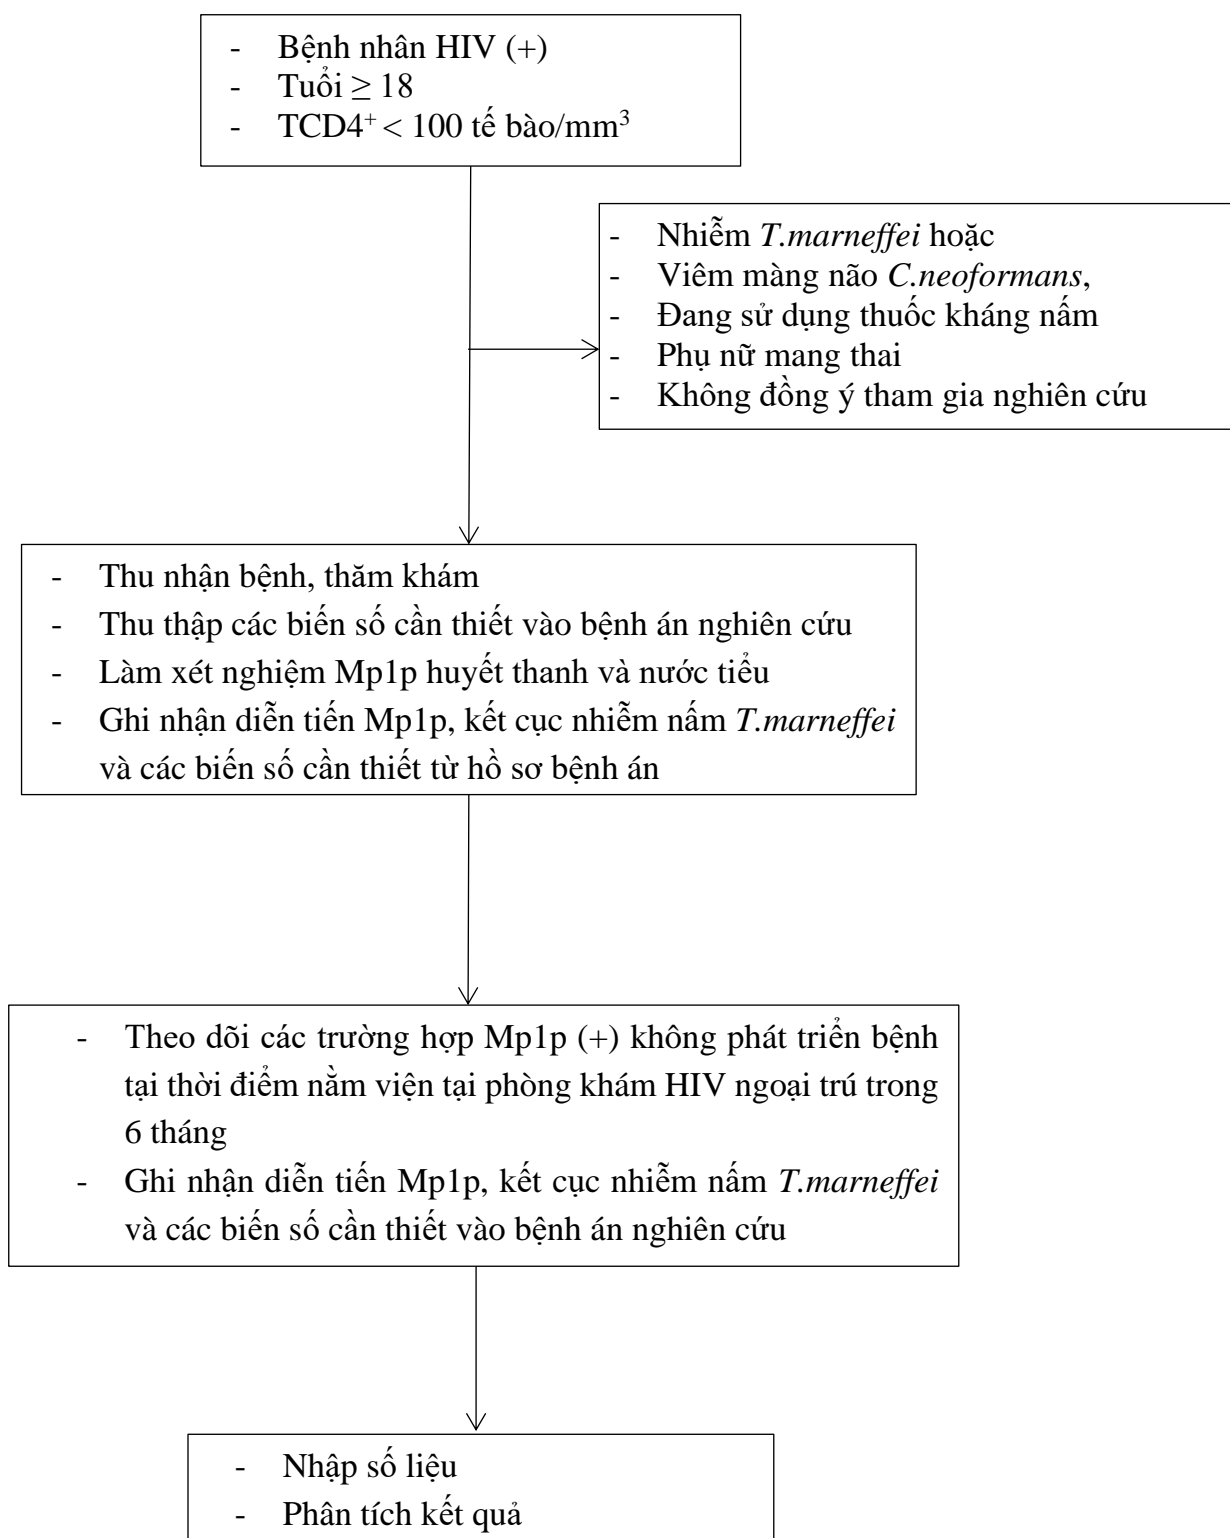 - Bệnh nhân HIV (+)
- Tuổi ≥ 18
- TCD4⁺ < 100 tế bào/mm³
- Nhiễm T.marneffei hoặc
- Viêm màng não C.neoformans,
- Đang sử dụng thuốc kháng nấm
- Phụ nữ mang thai
- Không đồng ý tham gia nghiên cứu
- Thu nhận bệnh, thăm khám
- Thu thập các biến số cần thiết vào bệnh án nghiên cứu
- Làm xét nghiệm Mp1p huyết thanh và nước tiểu
- Ghi nhận diễn tiến Mp1p, kết cục nhiễm nấm T.marneffei
và các biến số cần thiết từ hồ sơ bệnh án
- Theo dõi các trường hợp Mp1p (+) không phát triển bệnh
tại thời điểm nằm viện tại phòng khám HIV ngoại trú trong
6 tháng
- Ghi nhận diễn tiến Mp1p, kết cục nhiễm nấm T.marneffei
và các biến số cần thiết vào bệnh án nghiên cứu
- Nhập số liệu
- Phân tích kết quả